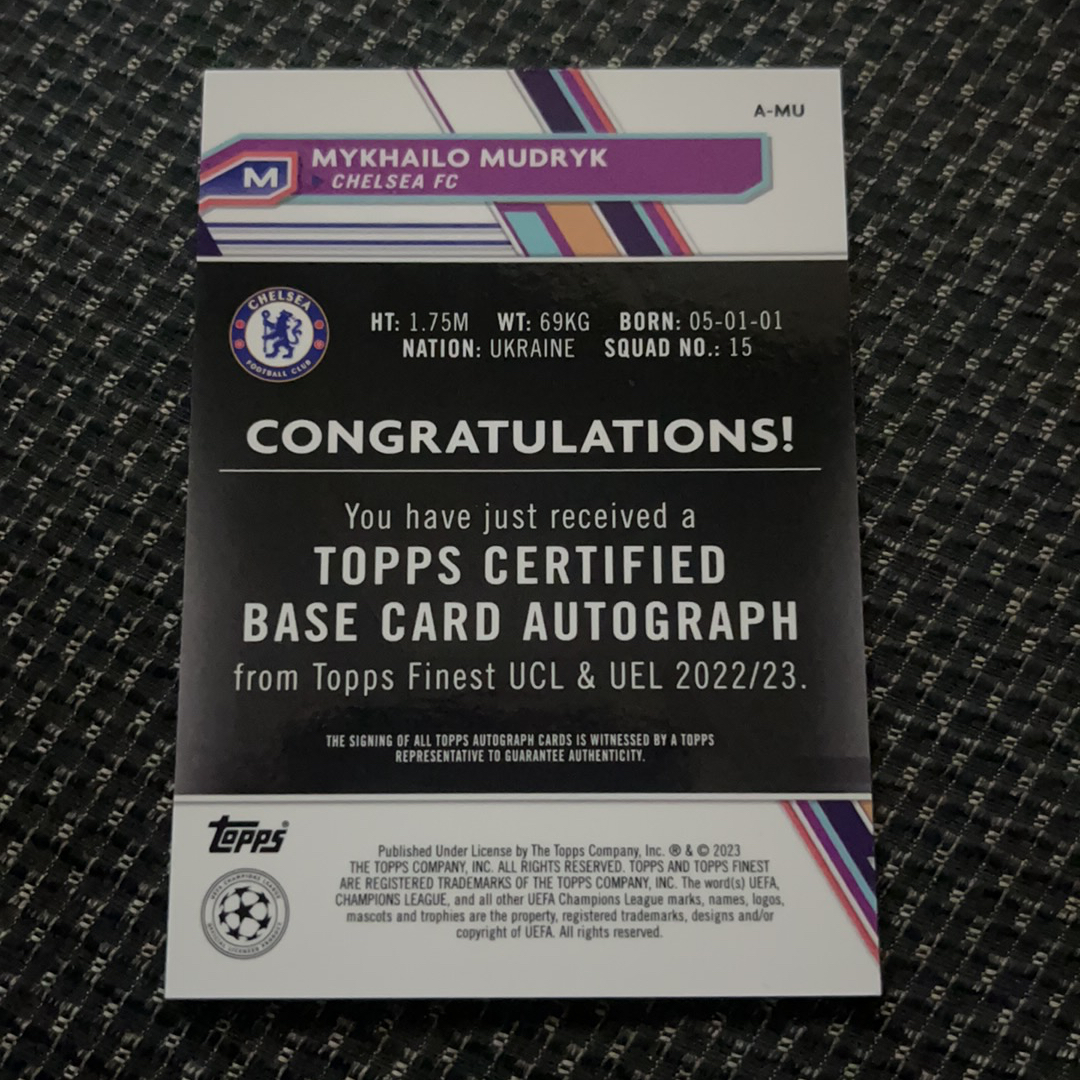 A-MU
M
MYKHAILO MUDRYK
CHELSEA FC
CHELSEA
FOOTBALL CLUB
HT: 1.75M WT: 69KG BORN: 05-01-01
NATION: UKRAINE SQUAD NO.: 15
CONGRATULATIONS!
You have just received a
TOPPS CERTIFIED
BASE CARD AUTOGRAPH
from Topps Finest UCL & UEL 2022/23.
THE SIGNING OF ALL TOPPS AUTOGRAPH CARDS IS WITNESSED BY A TOPPS
REPRESENTATIVE TO GUARANTEE AUTHENTICITY.
topps®
UEFA CHAMPIONS LEAGUE
OFFICIAL LICENSED PRODUCT
Published Under License by The Topps Company, Inc. ® & © 2023
THE TOPPS COMPANY, INC. ALL RIGHTS RESERVED. TOPPS AND TOPPS FINEST
ARE REGISTERED TRADEMARKS OF THE TOPPS COMPANY, INC. The word(s) UEFA,
CHAMPIONS LEAGUE, and all other UEFA Champions League marks, names, logos,
mascots and trophies are the property, registered trademarks, designs and/or
copyright of UEFA. All rights reserved.